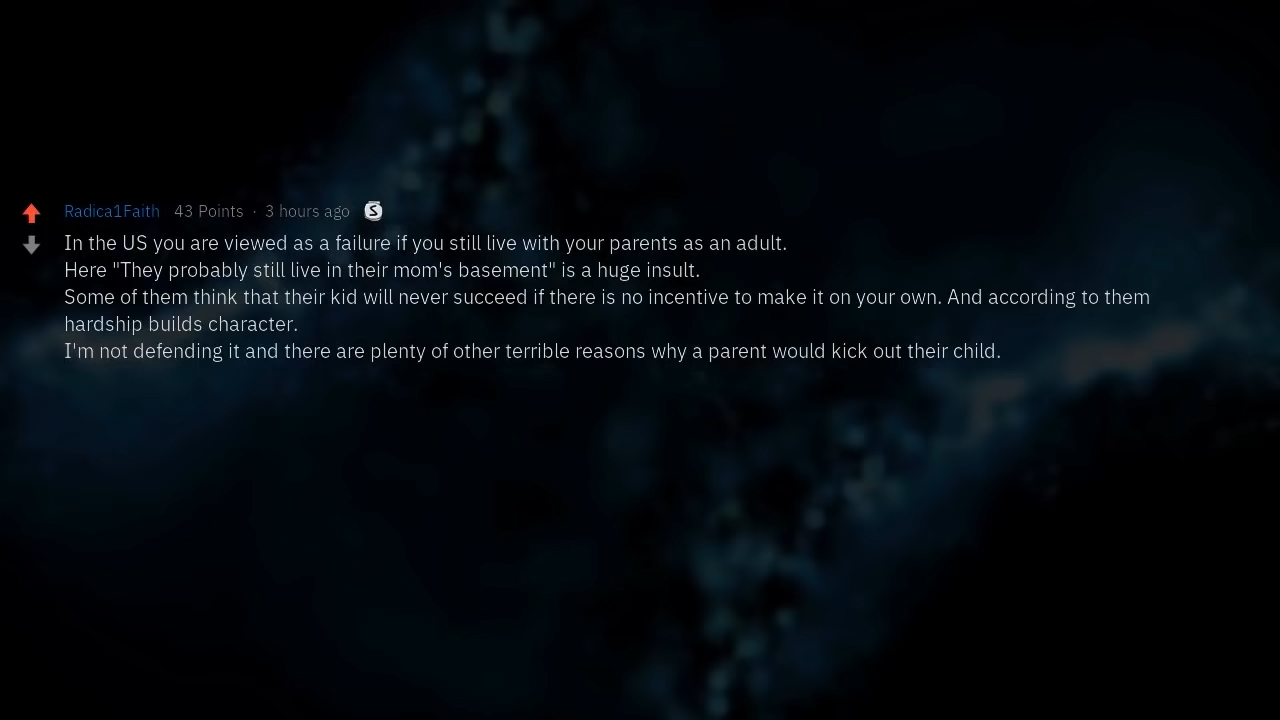 Radica1Faith 43 Points · 3 hours ago S
In the US you are viewed as a failure if you still live with your parents as an adult.
Here "They probably still live in their mom's basement" is a huge insult.
Some of them think that their kid will never succeed if there is no incentive to make it on your own. And according to them
hardship builds character.
I'm not defending it and there are plenty of other terrible reasons why a parent would kick out their child.